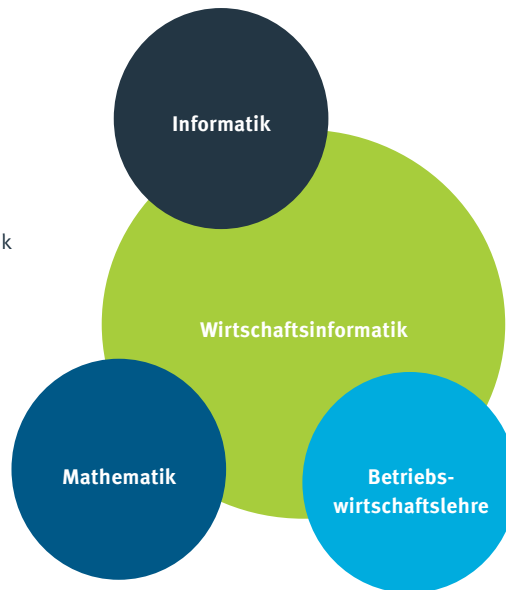 Informatik
k
Wirtschaftsinformatik
Mathematik
Betriebs-
wirtschaftslehre